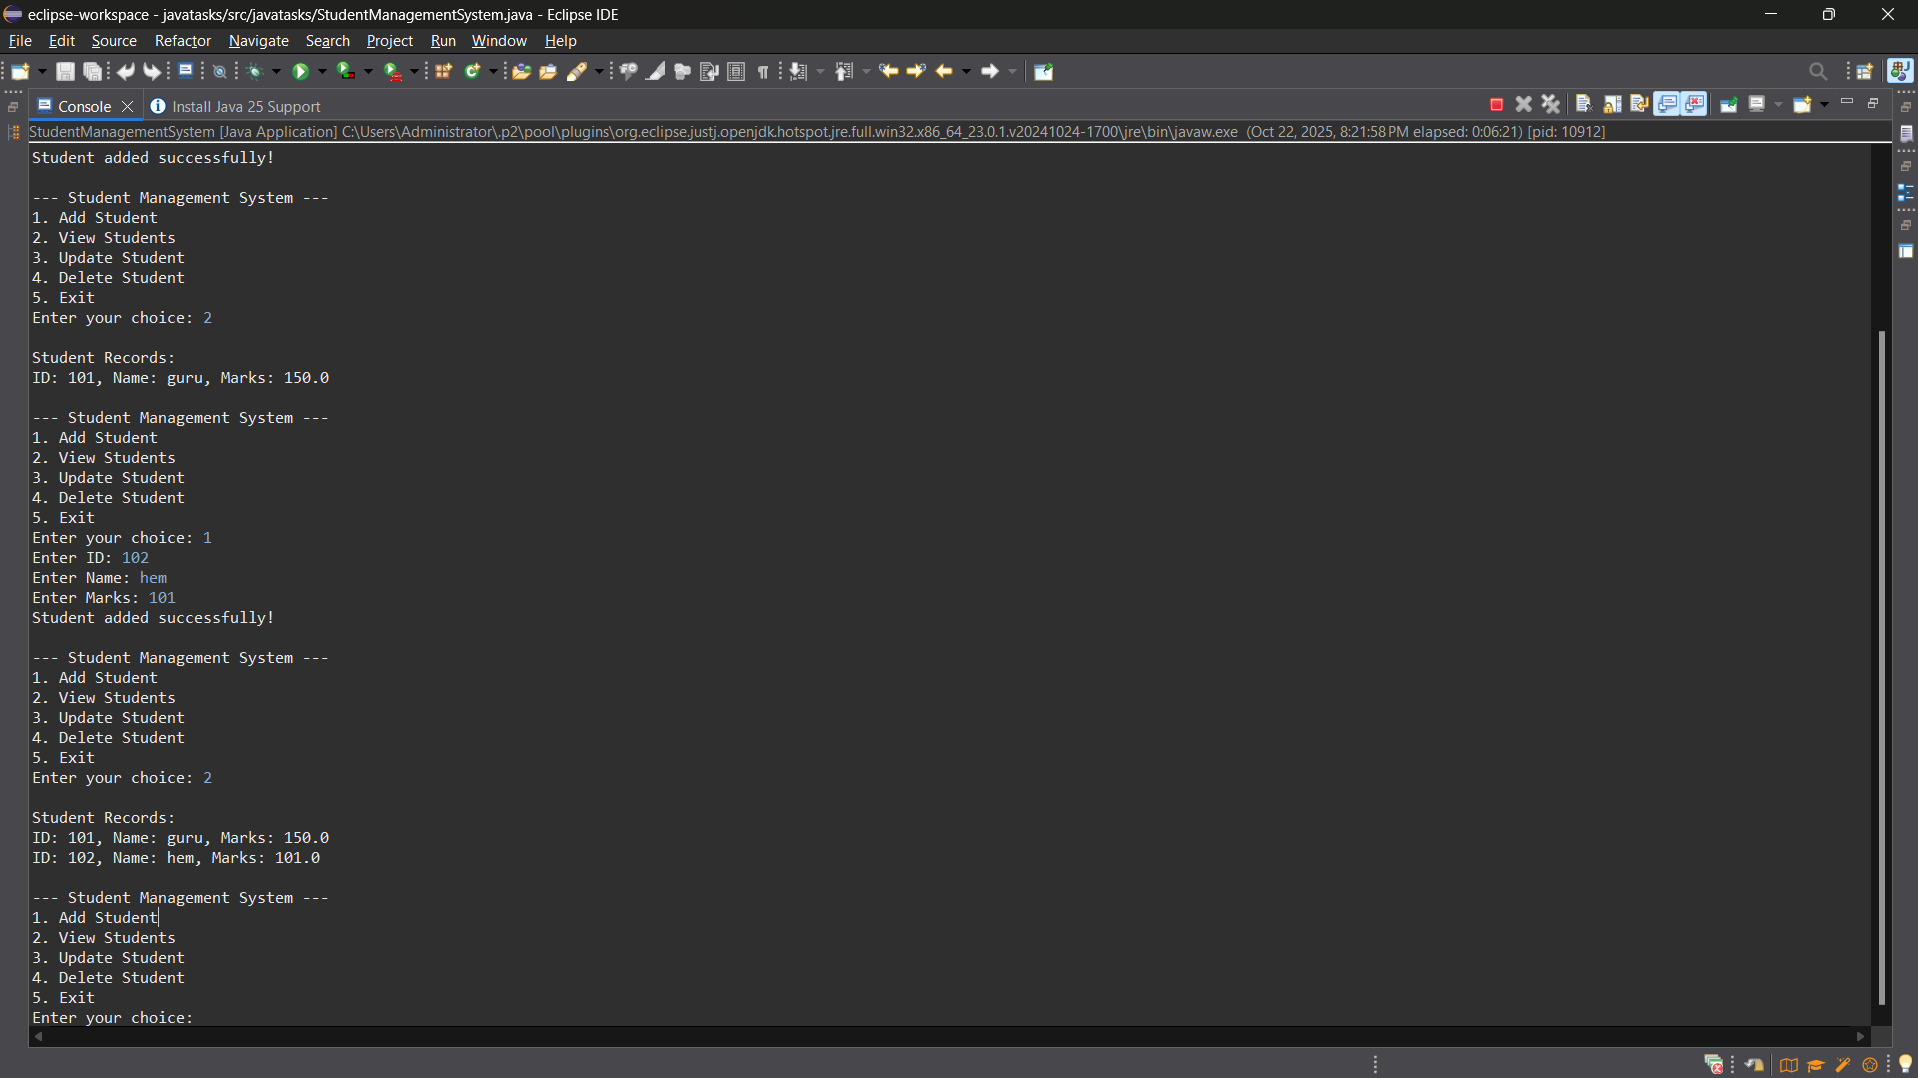 eclipse-workspace - javatasks/src/javatasks/StudentManagementSystem.java - Eclipse IDE
File Edit Source Refactor Navigate Search Project Run Window Help
Console Install Java 25 Support
StudentManagementSystem [Java Application] C:\Users\Administrator\.p2\pool\plugins\org.eclipse.justj.openjdk.hotspot.jre.full.win32.x86_64_23.0.1.v20241024-1700\jre\bin\javaw.exe (Oct 22, 2025, 8:21:58 PM elapsed: 0:06:21) [pid: 10912]
Student added successfully!
--- Student Management System ---
1. Add Student
2. View Students
3. Update Student
4. Delete Student
5. Exit
Enter your choice: 2
Student Records:
ID: 101, Name: guru, Marks: 150.0
--- Student Management System ---
1. Add Student
2. View Students
3. Update Student
4. Delete Student
5. Exit
Enter your choice: 1
Enter ID: 102
Enter Name: hem
Enter Marks: 101
Student added successfully!
--- Student Management System ---
1. Add Student
2. View Students
3. Update Student
4. Delete Student
5. Exit
Enter your choice: 2
Student Records:
ID: 101, Name: guru, Marks: 150.0
ID: 102, Name: hem, Marks: 101.0
--- Student Management System ---
1. Add Student
2. View Students
3. Update Student
4. Delete Student
5. Exit
Enter your choice: